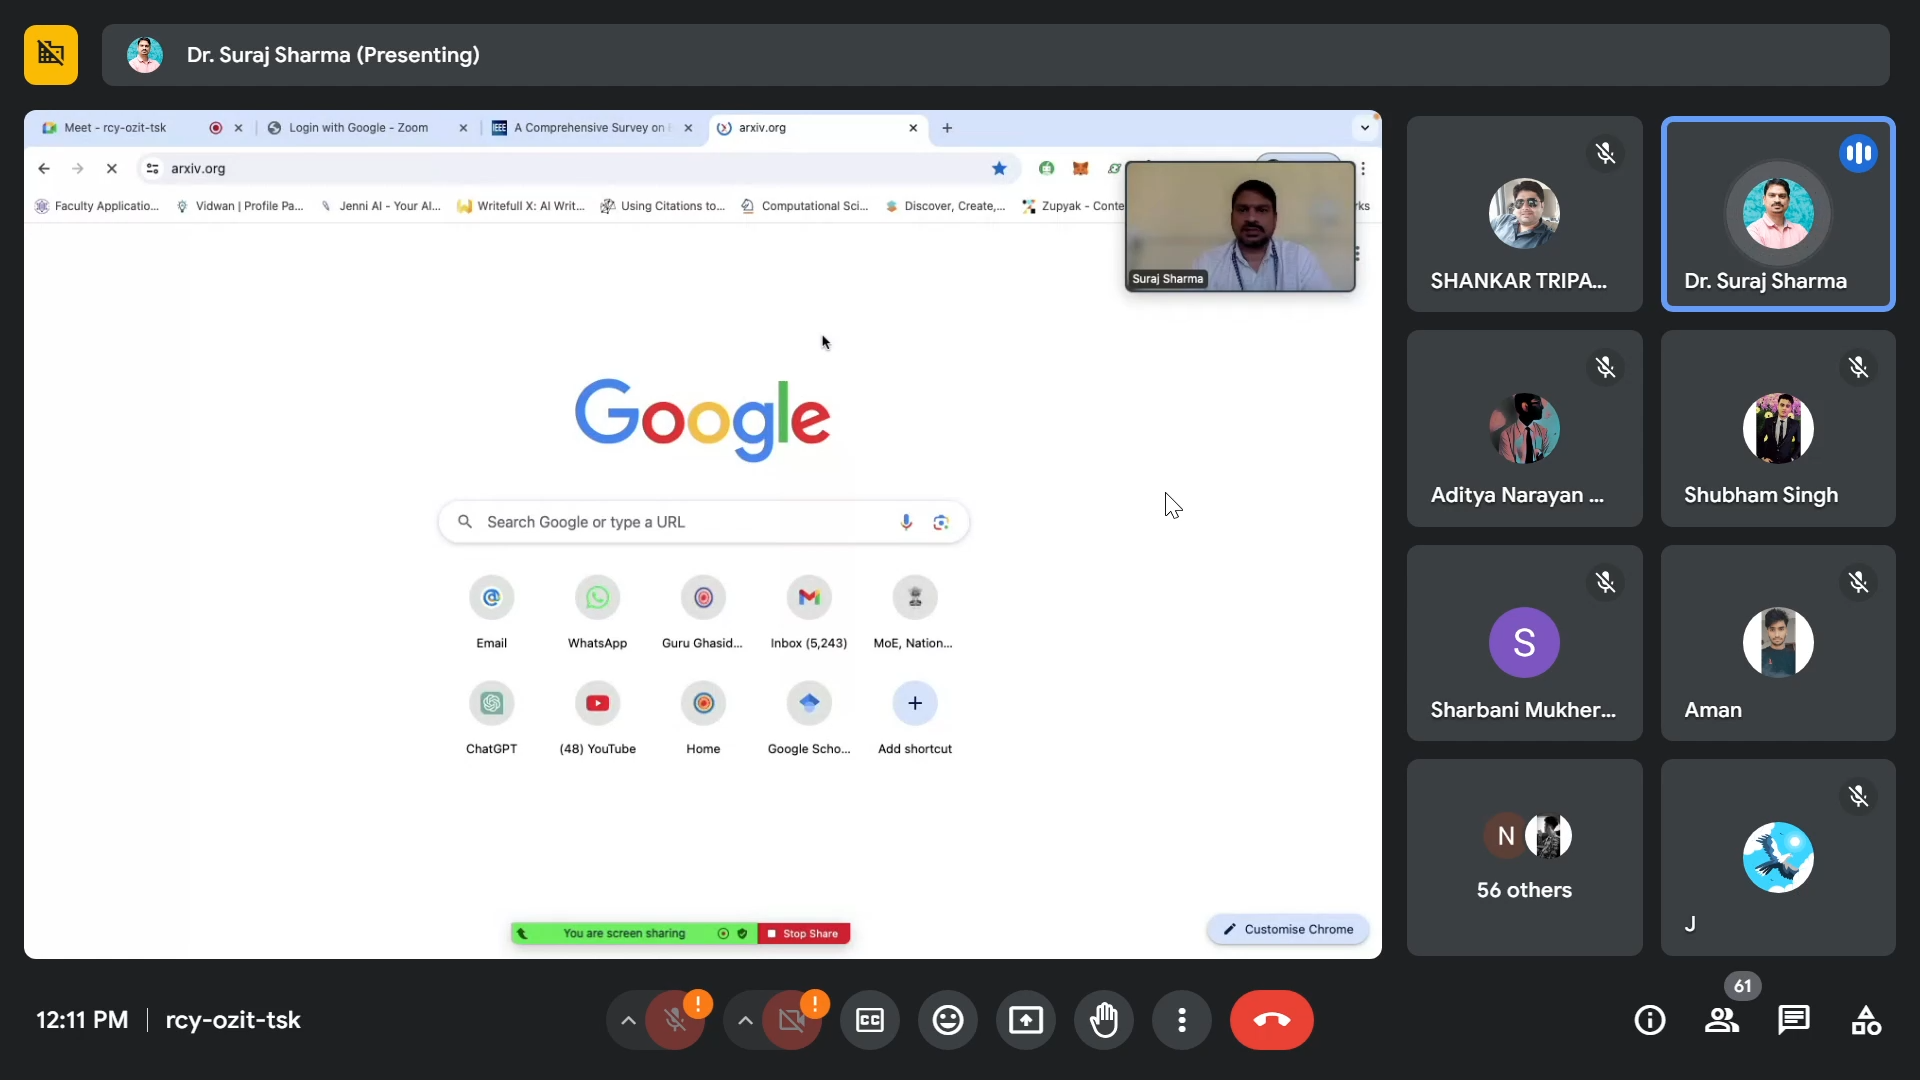 Dr. Suraj Sharma (Presenting)
Meet - rcy-ozit-tsk
Login with Google - Zoom
IEEE
A Comprehensive Survey on
arxiv.org
arxiv.org
Faculty Applicatio...
Vidwan | Profile Pa...
Jenni AI - Your AI...
Writefull X: AI Writ...
Using Citations to...
Computational Sci...
Discover, Create,...
Zupyak - Conte
rks
Suraj Sharma
Google
Search Google or type a URL
Email
WhatsApp
Guru Ghasid...
Inbox (5,243)
MoE, Nation...
ChatGPT
(48) YouTube
Home
Google Scho...
Add shortcut
You are screen sharing
Stop Share
Customise Chrome
SHANKAR TRIPA...
Dr. Suraj Sharma
Aditya Narayan ...
Shubham Singh
S
Sharbani Mukher...
Aman
N
56 others
J
12:11 PM
rcy-ozit-tsk
CC
61